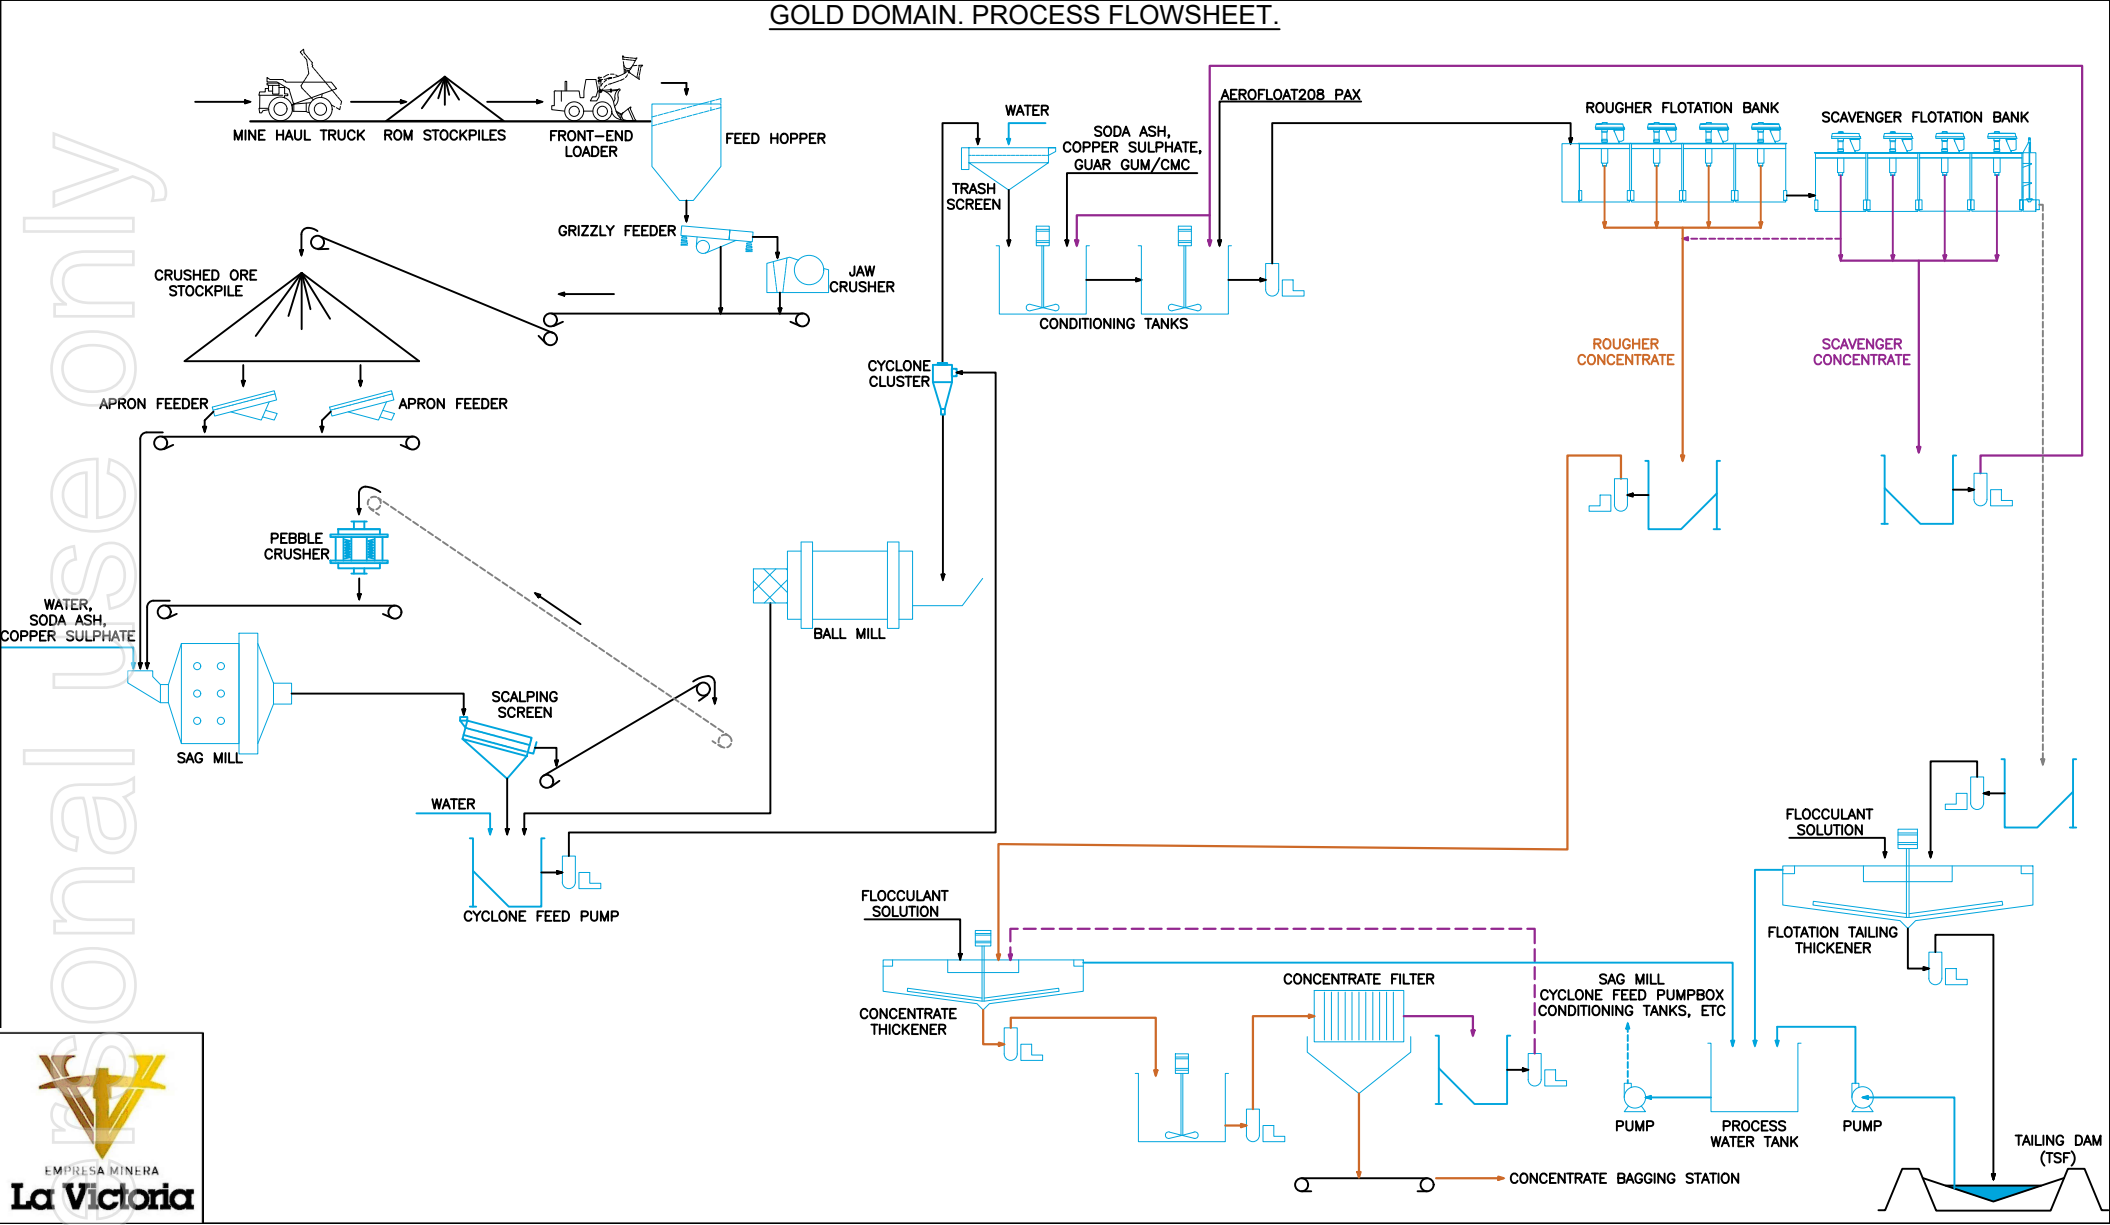 GOLD DOMAIN. PROCESS FLOWSHEET.
MINE HAUL TRUCK
ROM STOCKPILES
FRONT-END
LOADER
FEED HOPPER
GRIZZLY FEEDER
JAW
CRUSHER
CRUSHED ORE
STOCKPILE
APRON FEEDER
APRON FEEDER
PEBBLE
CRUSHER
WATER,
SODA ASH,
COPPER SULPHATE
SAG MILL
SCALPING
SCREEN
WATER
CYCLONE FEED PUMP
BALL MILL
CYCLONE
CLUSTER
WATER
TRASH
SCREEN
SODA ASH,
COPPER SULPHATE,
GUAR GUM/CMC
AEROFLOAT208 PAX
CONDITIONING TANKS
ROUGHER FLOTATION BANK
SCAVENGER FLOTATION BANK
ROUGHER
CONCENTRATE
SCAVENGER
CONCENTRATE
FLOCCULANT
SOLUTION
FLOTATION TAILING
THICKENER
FLOCCULANT
SOLUTION
CONCENTRATE
THICKENER
CONCENTRATE FILTER
SAG MILL
CYCLONE FEED PUMPBOX
CONDITIONING TANKS, ETC
PUMP
PROCESS
WATER TANK
PUMP
TAILING DAM
(TSF)
CONCENTRATE BAGGING STATION
EMPRESA MINERA
La Victoria
ersonal use only